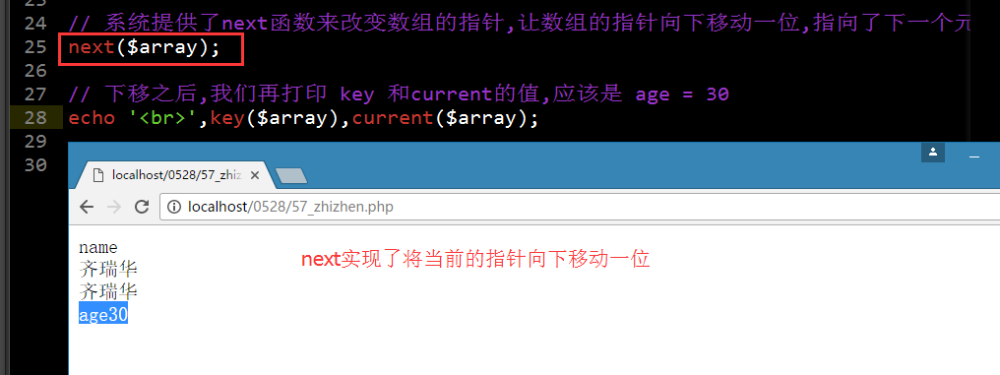 24 // 系统提供了next函数来改变数组的指针,让数组的指针向下移动一位,指向了下一个元
25 next($array);
26
27 // 下移之后,我们再打印 key 和current的值,应该是 age = 30
28 echo '<br>',key($array),current($array);
29
30
localhost/0528/57_zhiz
localhost/0528/57_zhizhen.php
name
齐瑞华
next实现了将当前的指针向下移动一位
齐瑞华
age30